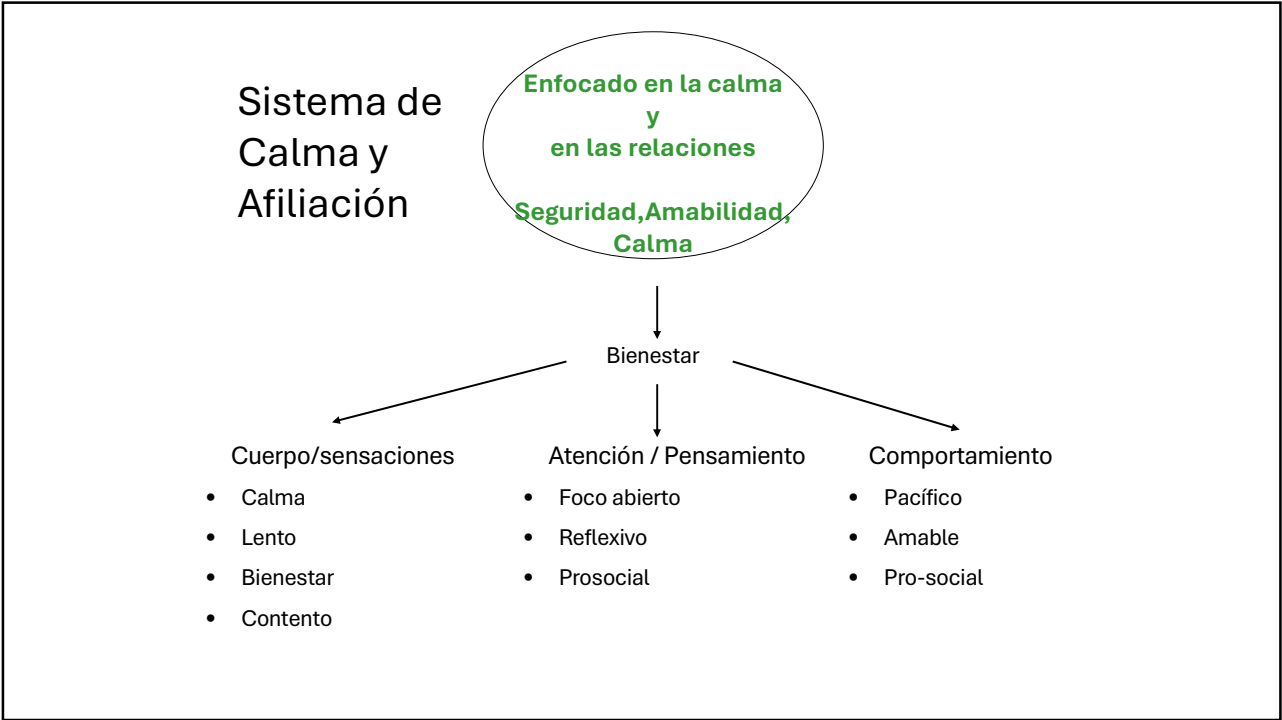 Sistema de
Calma y
Afiliación
Enfocado en la calma
y
en las relaciones
Seguridad,Amabilidad,
Calma
Bienestar
Cuerpo/sensaciones
• Calma
• Lento
• Bienestar
• Contento
Atención / Pensamiento
• Foco abierto
• Reflexivo
• Prosocial
Comportamiento
• Pacífico
• Amable
• Pro-social